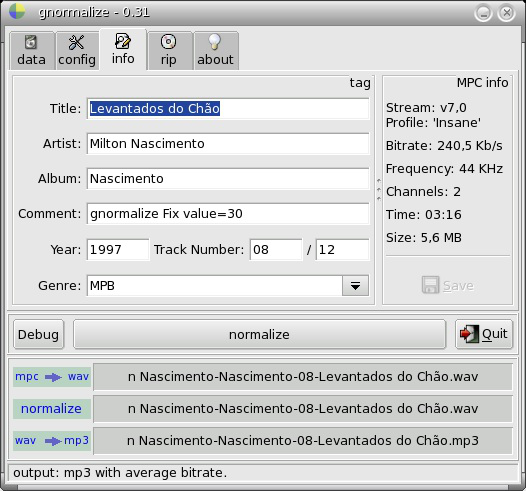 gnormalize - 0.31
data config info rip about
tag
Title: Levantados do Chão
Artist: Milton Nascimento
Album: Nascimento
Comment: gnormalize Fix value=30
Year: 1997 Track Number: 08 / 12
Genre: MPB
MPC info
Stream: v7,0
Profile: 'Insane'
Bitrate: 240,5 Kb/s
Frequency: 44 KHz
Channels: 2
Time: 03:16
Size: 5,6 MB
Save
Debug normalize Quit
mpc wav n Nascimento-Nascimento-08-Levantados do Chão.wav
normalize n Nascimento-Nascimento-08-Levantados do Chão.wav
wav mp3 n Nascimento-Nascimento-08-Levantados do Chão.mp3
output: mp3 with average bitrate.